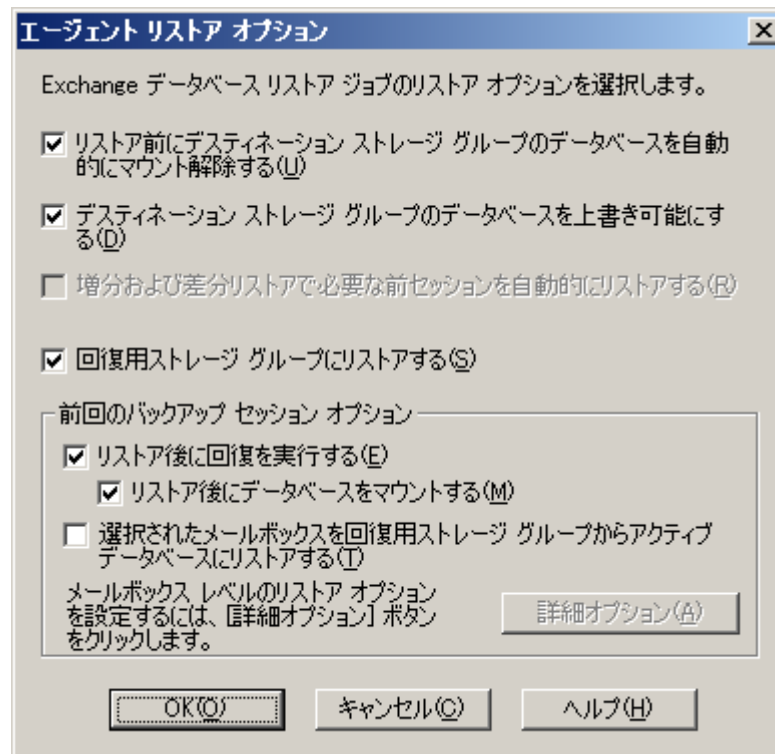 エージェント リストア オプション
Exchange データベース リストア ジョブのリストア オプションを選択します。
リストア前にデスティネーション ストレージ グループのデータベースを自動
的にマウント解除する(U)
デスティネーション ストレージ グループのデータベースを上書き可能にす
る(D)
増分および差分リストアで必要な前セッションを自動的にリストアする(R)
回復用ストレージ グループにリストアする(S)
前回のバックアップ セッション オプション
リストア後に回復を実行する(E)
リストア後にデータベースをマウントする(M)
選択されたメールボックスを回復用ストレージ グループからアクティブ
データベースにリストアする(T)
メールボックス レベルのリストア オプション
を設定するには、[詳細オプション] ボタン
をクリックします。
詳細オプション(A)
OK(O)
キャンセル(C)
ヘルプ(H)